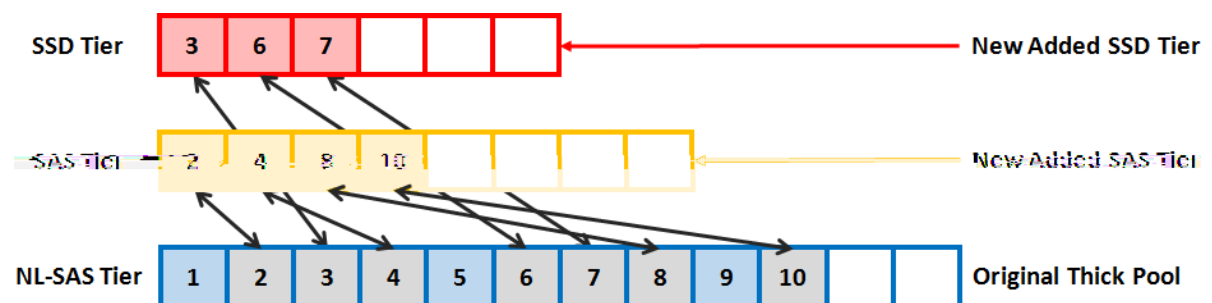 SSD Tier 3 6 7 New Added SSD Tier
SAS Tier 2 4 8 10 New Added SAS Tier
NL-SAS Tier 1 2 3 4 5 6 7 8 9 10 Original Thick Pool